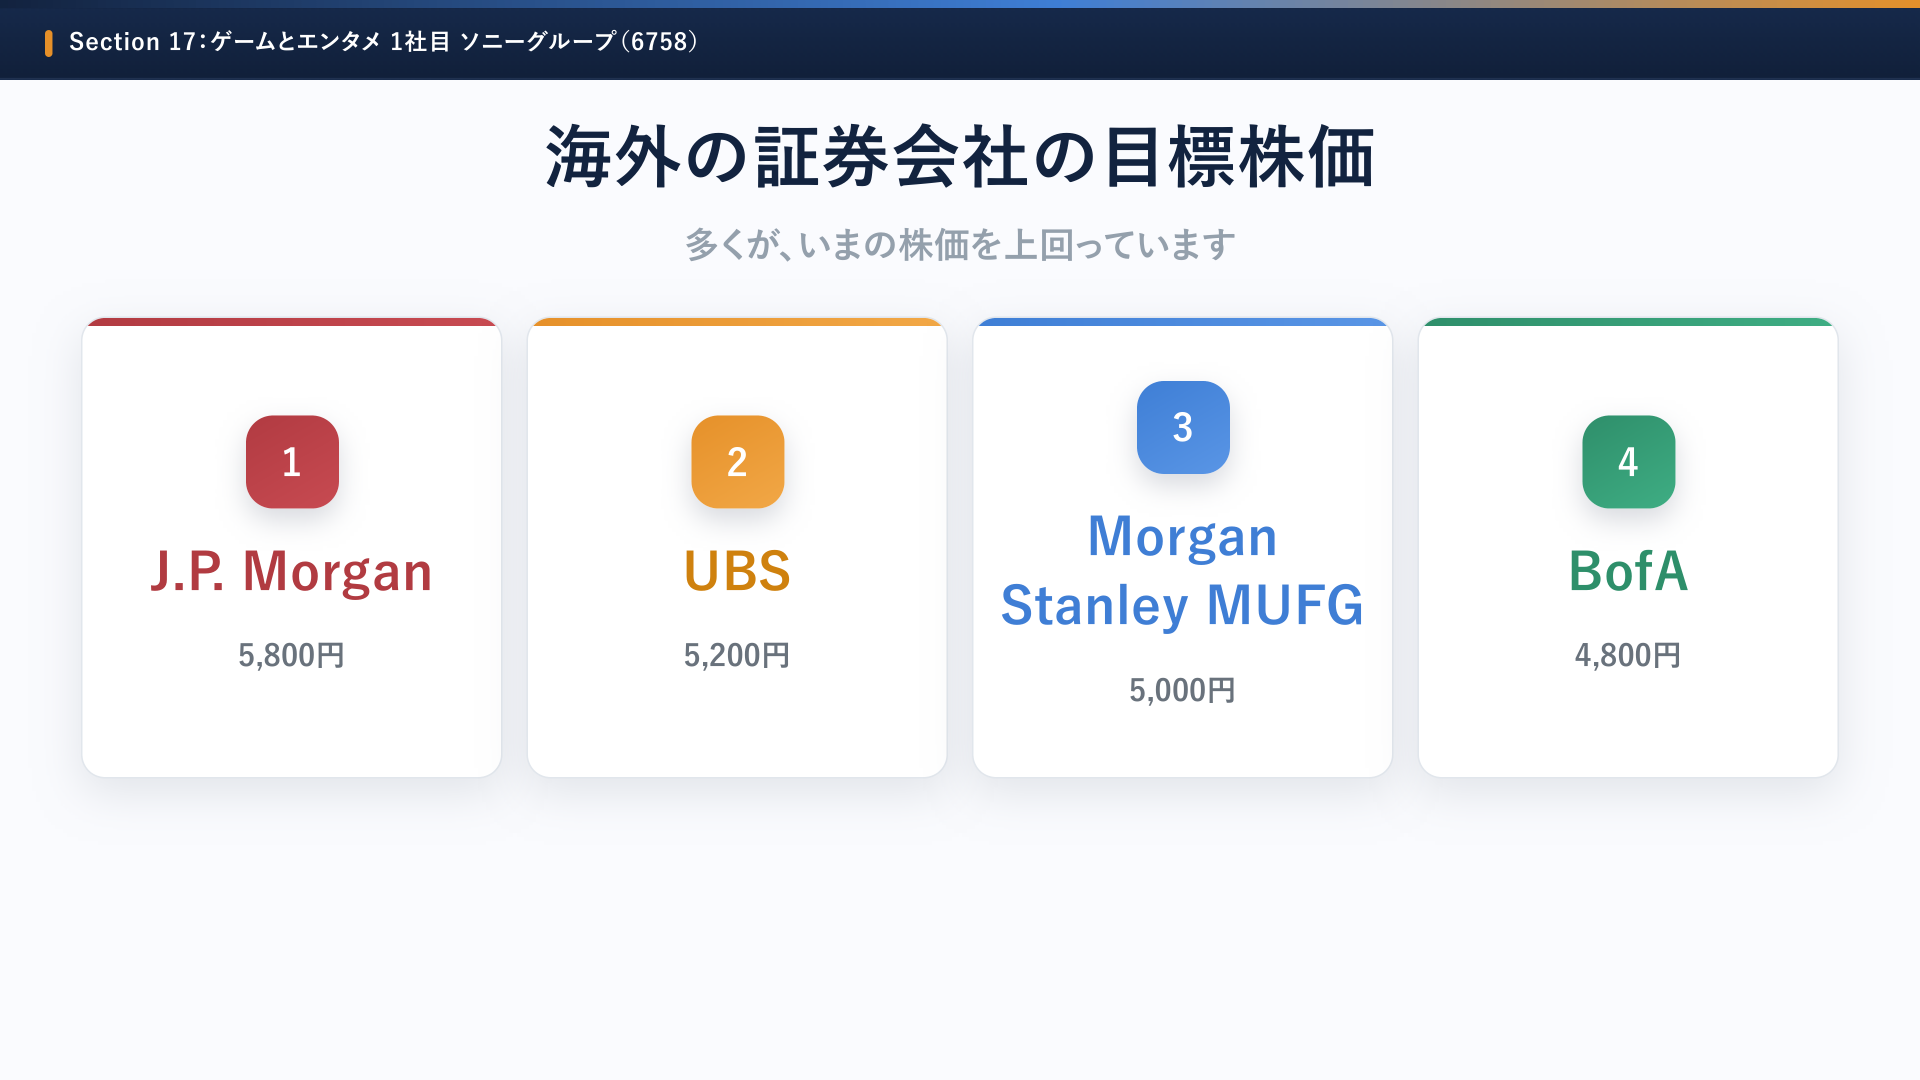 Section 17：ゲームとエンタメ 1社目 ソニーグループ（6758）
海外の証券会社の目標株価
多くが、いまの株価を上回っています
1
J.P. Morgan
5,800円
2
UBS
5,200円
3
Morgan
Stanley MUFG
5,000円
4
BofA
4,800円